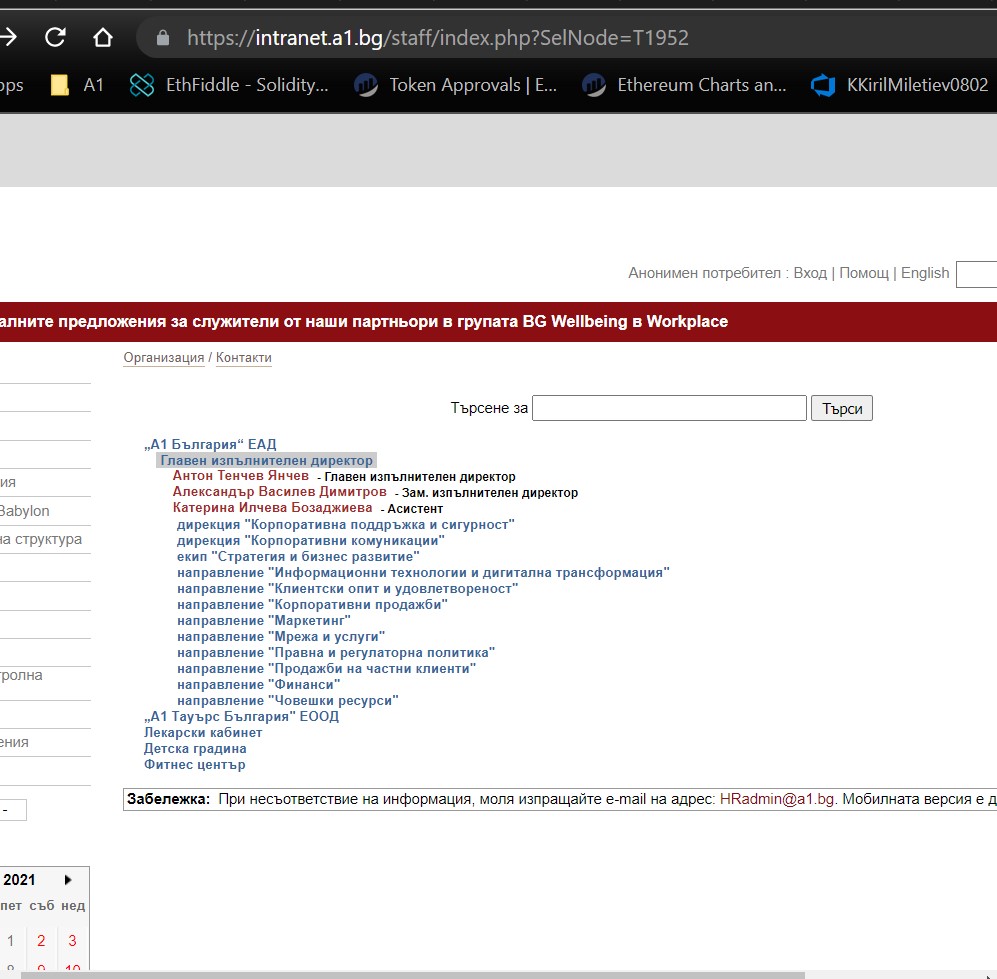 https://intranet.a1.bg/staff/index.php?SelNode=T1952
ops A1 EthFiddle - Solidity... Token Approvals | E... Ethereum Charts an... KKirilMiletiev0802
Анонимен потребител : Вход | Помощ | English
алните предложения за служители от наши партньори в групата BG Wellbeing в Workplace
Организация / Контакти
Търсене за Търси
„А1 България“ ЕАД
Главен изпълнителен директор
Антон Тенчев Янчев - Главен изпълнителен директор
Александър Василев Димитров - Зам. изпълнителен директор
Катерина Илчева Бозаджиева - Асистент
дирекция "Корпоративна поддръжка и сигурност"
дирекция "Корпоративни комуникации"
екип "Стратегия и бизнес развитие"
направление "Информационни технологии и дигитална трансформация"
направление "Клиентски опит и удовлетвореност"
направление "Корпоративни продажби"
направление "Маркетинг"
направление "Мрежа и услуги"
направление "Правна и регулаторна политика"
направление "Продажби на частни клиенти"
направление "Финанси"
направление "Човешки ресурси"
„А1 Тауърс България" ЕООД
Лекарски кабинет
Детска градина
Фитнес център
Забележка: При несъответствие на информация, моля изпращайте e-mail на адрес: HRadmin@a1.bg. Мобилната версия е д
ия
Babylon
на структура
тролна
ения
-
2021
пет съб нед
1 2 3